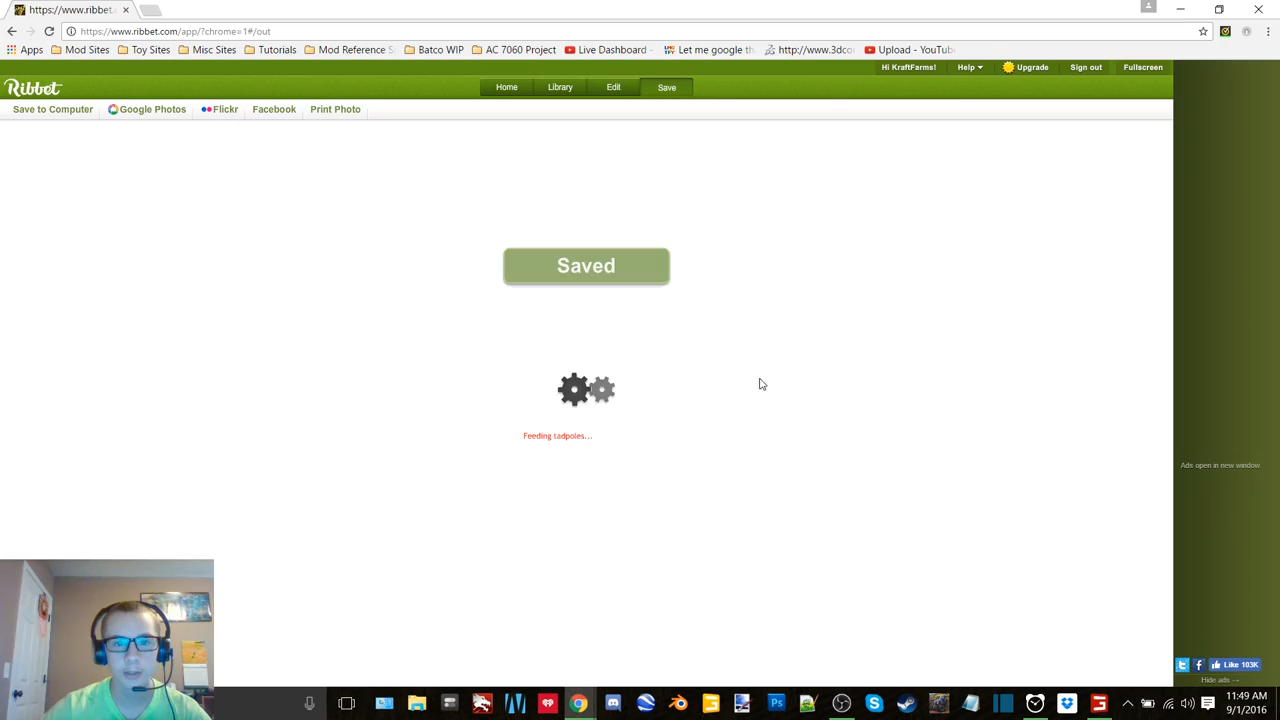 https://www.ribbet.
https://www.ribbet.com/app/?chrome=1#/out
Apps Mod Sites Toy Sites Misc Sites Tutorials Mod Reference Batco WIP AC 7060 Project Live Dashboard - Let me google th http://www.3dco Upload - YouTub
Hi KraftFarms! Help Upgrade Sign out Fullscreen
Ribbet Home Library Edit Save
Save to Computer Google Photos Flickr Facebook Print Photo
Saved
Feeding tadpoles...
Ads open in new window
Like 103K
Hide ads →
11:49 AM
9/1/2016